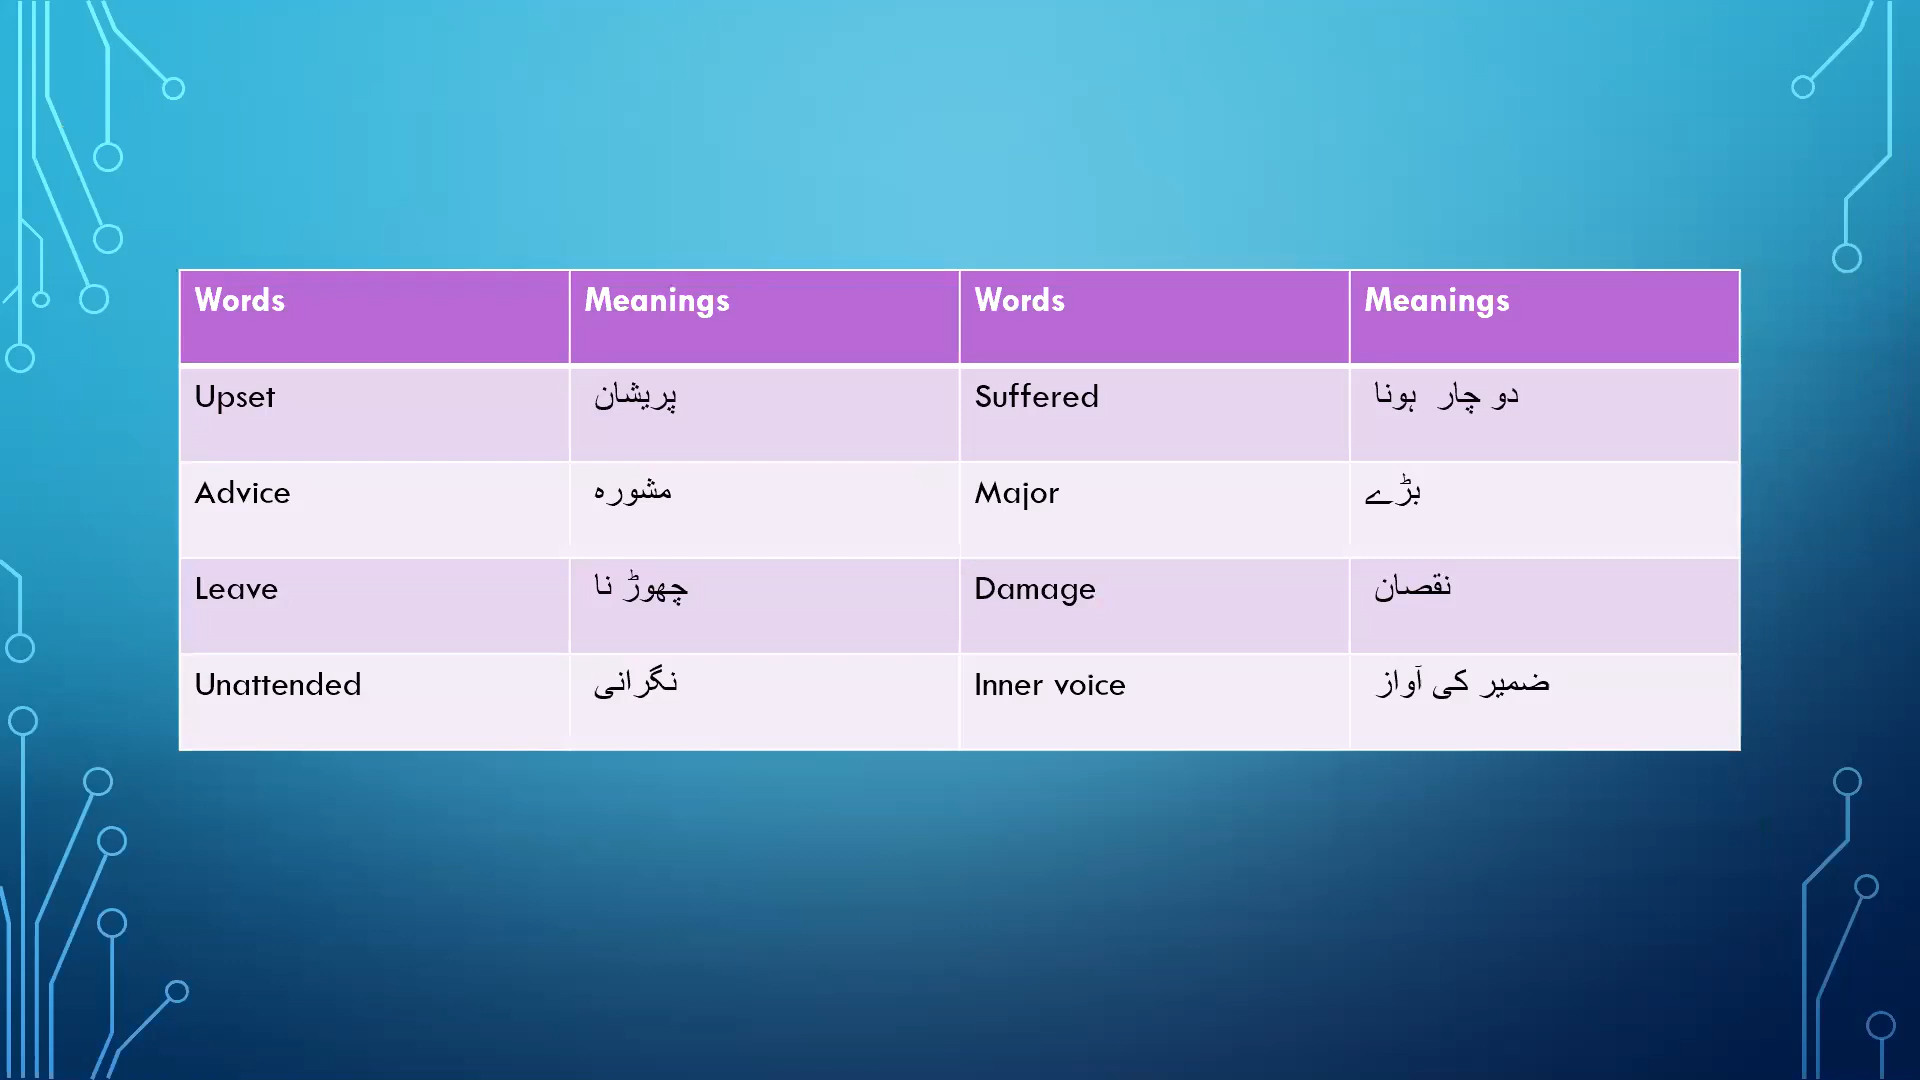 Words Meanings Words Meanings
Upset پریشان Suffered دو چار ہونا
Advice مشورہ Major بڑے
Leave چھوڑ نا Damage نقصان
Unattended نگرانی Inner voice ضمیر کی آواز